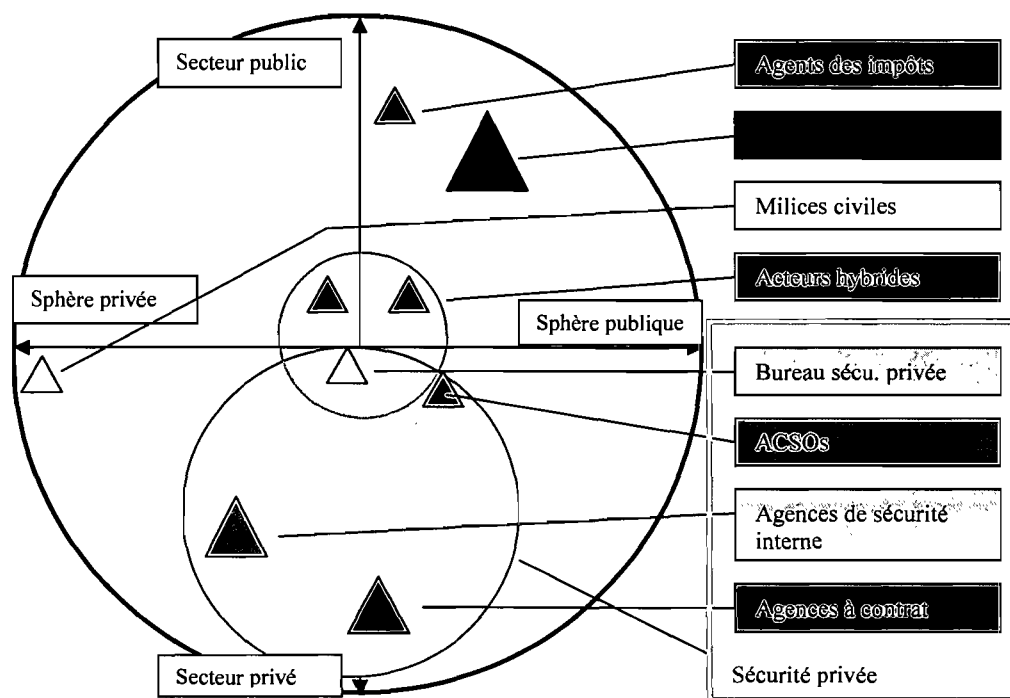 Secteur public
Agents des impôts
Milices civiles
Sphère privée
Acteurs hybrides
Sphère publique
Bureau sécu. privée
ACSOs
Agences de sécurité
interne
Agences à contrat
Secteur privé
Sécurité privée